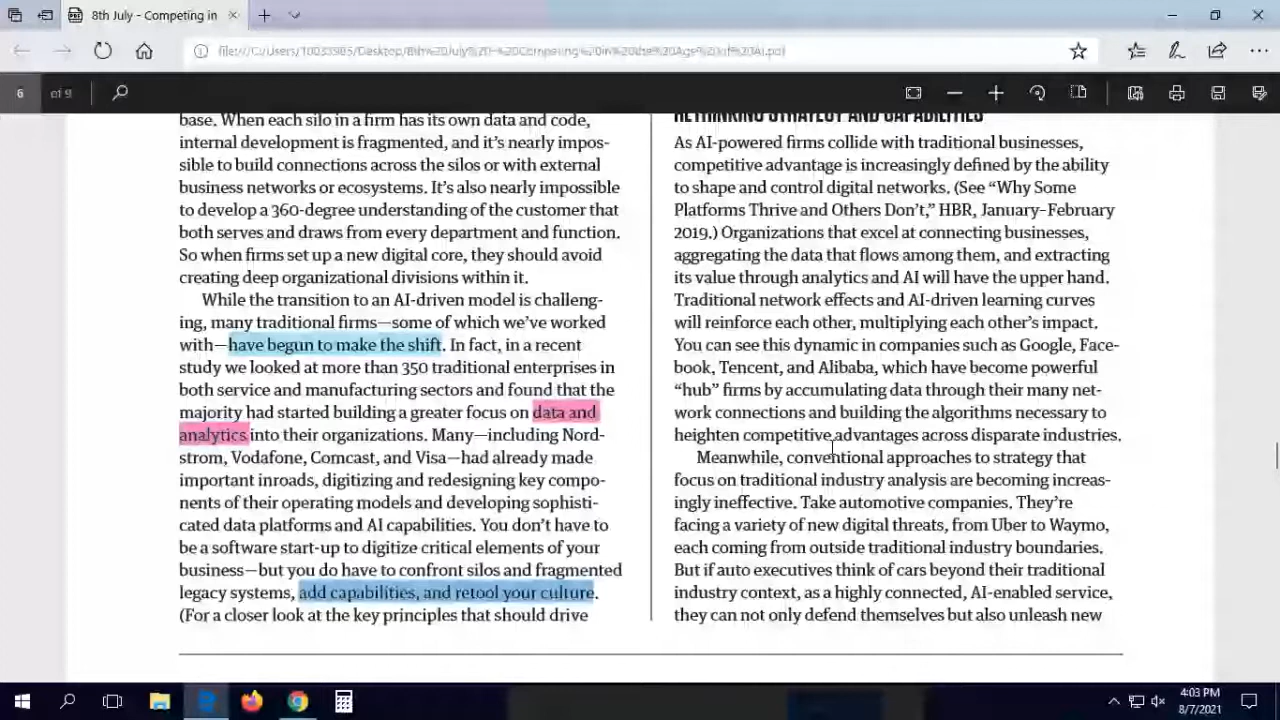 8th July - Competing in
6 of 9
base. When each silo in a firm has its own data and code,
internal development is fragmented, and it's nearly impos-
sible to build connections across the silos or with external
business networks or ecosystems. It's also nearly impossible
to develop a 360-degree understanding of the customer that
both serves and draws from every department and function.
So when firms set up a new digital core, they should avoid
creating deep organizational divisions within it.
While the transition to an AI-driven model is challeng-
ing, many traditional firms—some of which we've worked
with—have begun to make the shift. In fact, in a recent
study we looked at more than 350 traditional enterprises in
both service and manufacturing sectors and found that the
majority had started building a greater focus on data and
analytics into their organizations. Many—including Nord-
strom, Vodafone, Comcast, and Visa—had already made
important inroads, digitizing and redesigning key compo-
nents of their operating models and developing sophisti-
cated data platforms and AI capabilities. You don't have to
be a software start-up to digitize critical elements of your
business—but you do have to confront silos and fragmented
legacy systems, add capabilities, and retool your culture.
(For a closer look at the key principles that should drive
RETHINKING STRATEGY AND CAPABILITIES
As AI-powered firms collide with traditional businesses,
competitive advantage is increasingly defined by the ability
to shape and control digital networks. (See “Why Some
Platforms Thrive and Others Don't,” HBR, January–February
2019.) Organizations that excel at connecting businesses,
aggregating the data that flows among them, and extracting
its value through analytics and AI will have the upper hand.
Traditional network effects and AI-driven learning curves
will reinforce each other, multiplying each other's impact.
You can see this dynamic in companies such as Google, Face-
book, Tencent, and Alibaba, which have become powerful
“hub” firms by accumulating data through their many net-
work connections and building the algorithms necessary to
heighten competitive advantages across disparate industries.
Meanwhile, conventional approaches to strategy that
focus on traditional industry analysis are becoming increas-
ingly ineffective. Take automotive companies. They're
facing a variety of new digital threats, from Uber to Waymo,
each coming from outside traditional industry boundaries.
But if auto executives think of cars beyond their traditional
industry context, as a highly connected, AI-enabled service,
they can not only defend themselves but also unleash new
4:03 PM
8/7/2021